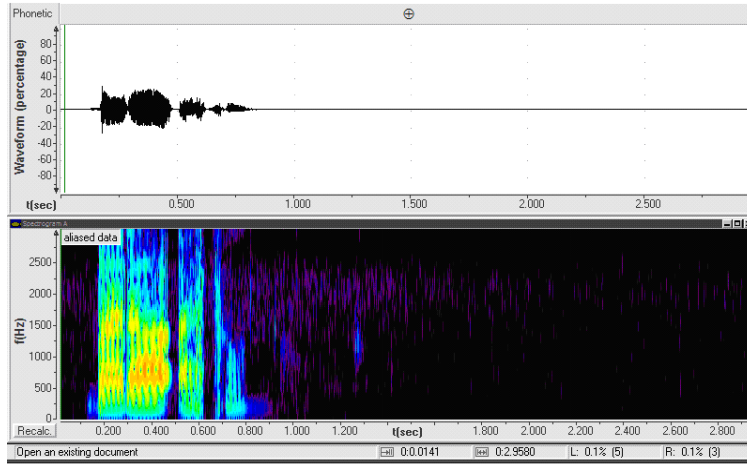 Phonetic
Waveform (percentage)
80
60
40
20
0
-20
-40
-60
-80
t(sec)
0.500 1.000 1.500 2.000 2.500
Spectrogram A
aliased data
f(Hz)
2500
2000
1500
1000
500
0
Recalc.
0.200 0.400 0.600 0.800 1.000 1.200 t(sec) 1.800 2.000 2.200 2.400 2.600 2.800
Open an existing document 0:0.0141 0:2.9580 L: 0.1% (5) R: 0.1% (3)